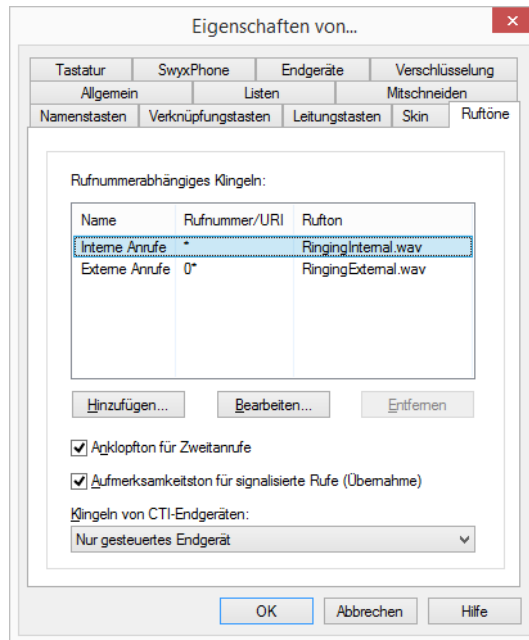 Eigenschaften von...
Tastatur SwyxPhone Endgeräte Verschlüsselung
Allgemein Listen Mitschneiden
Namenstasten Verknüpfungstasten Leitungstasten Skin Ruftöne
Rufnummerabhängiges Klingeln:
Name Rufnummer/URI Rufton
Interne Anrufe * RingingInternal.wav
Externe Anrufe 0* RingingExternal.wav
Hinzufügen... Bearbeiten... Entfernen
Anklopfton für Zweitanrufe
Aufmerksamkeitston für signalisierte Rufe (Übernahme)
Klingeln von CTI-Endgeräten:
Nur gesteuertes Endgerät
OK Abbrechen Hilfe